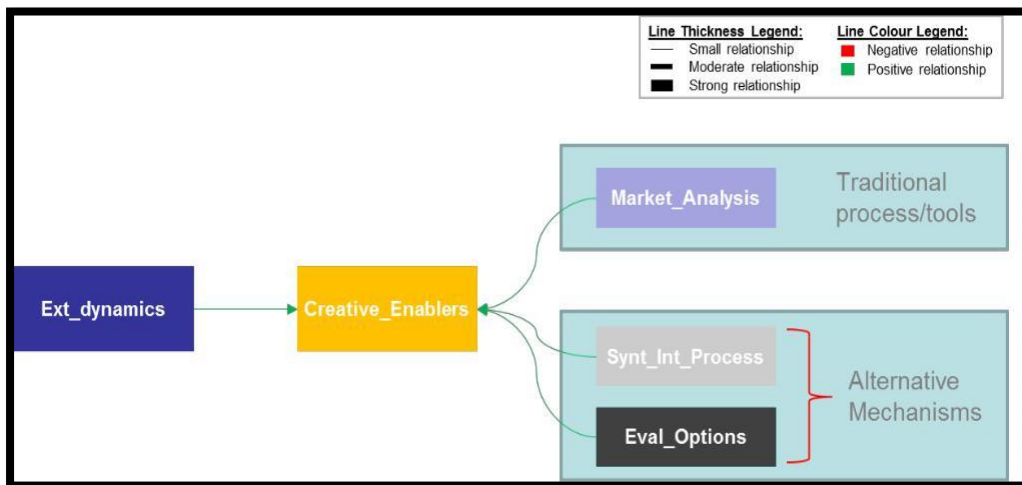 Line Thickness Legend:
Small relationship
Moderate relationship
Strong relationship
Line Colour Legend:
Negative relationship
Positive relationship
Market_Analysis
Traditional
process/tools
Ext_dynamics
Creative_Enablers
Synt_Int_Process
Eval_Options
Alternative
Mechanisms